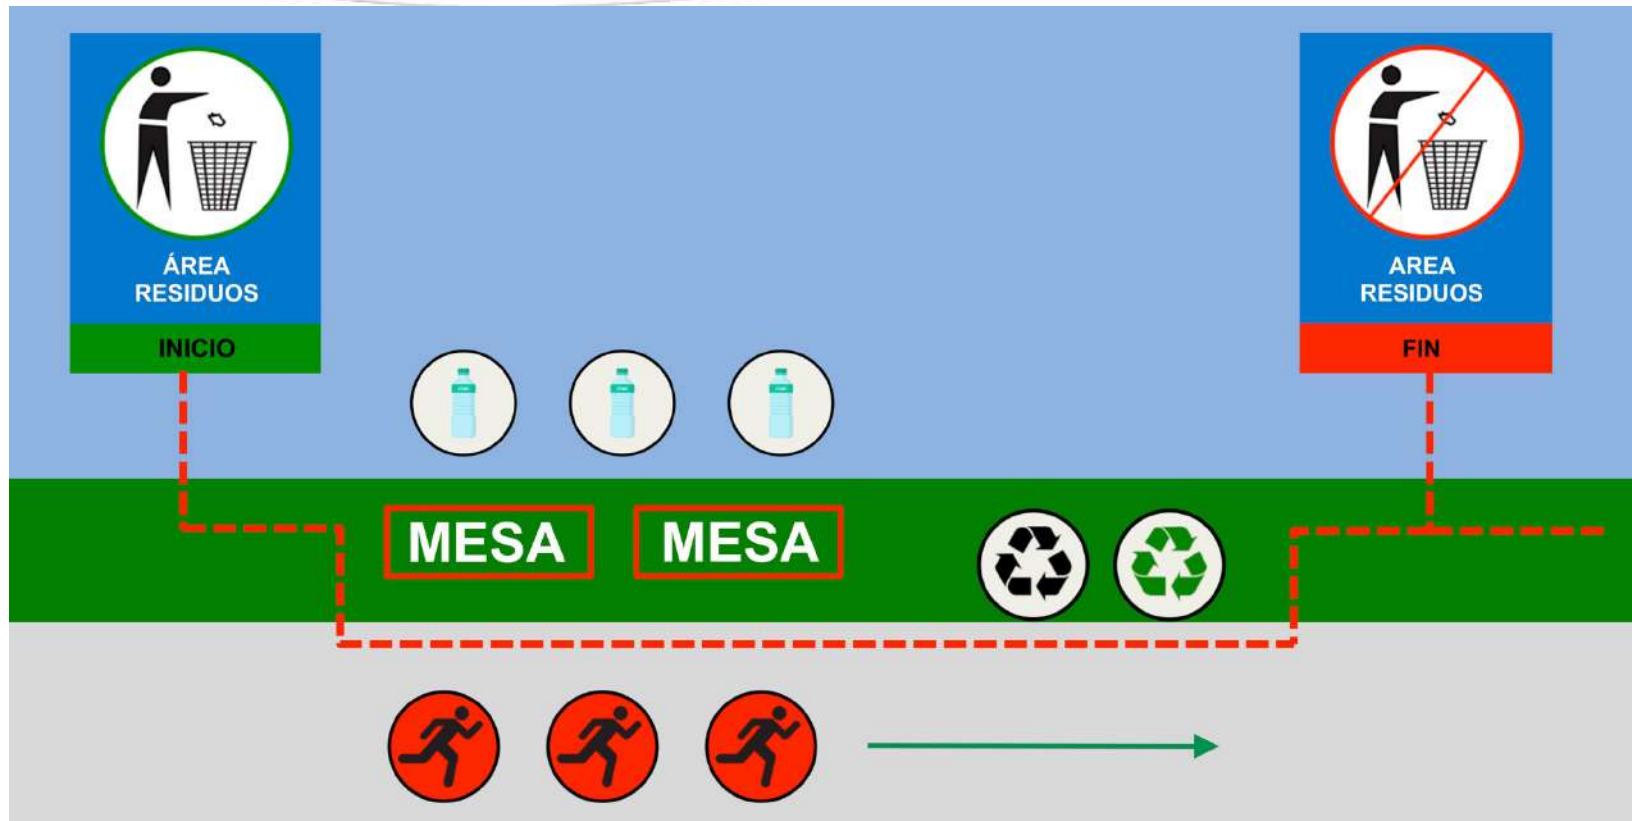 ÁREA
RESIDUOS
INICIO
AREA
RESIDUOS
FIN
MESA
MESA